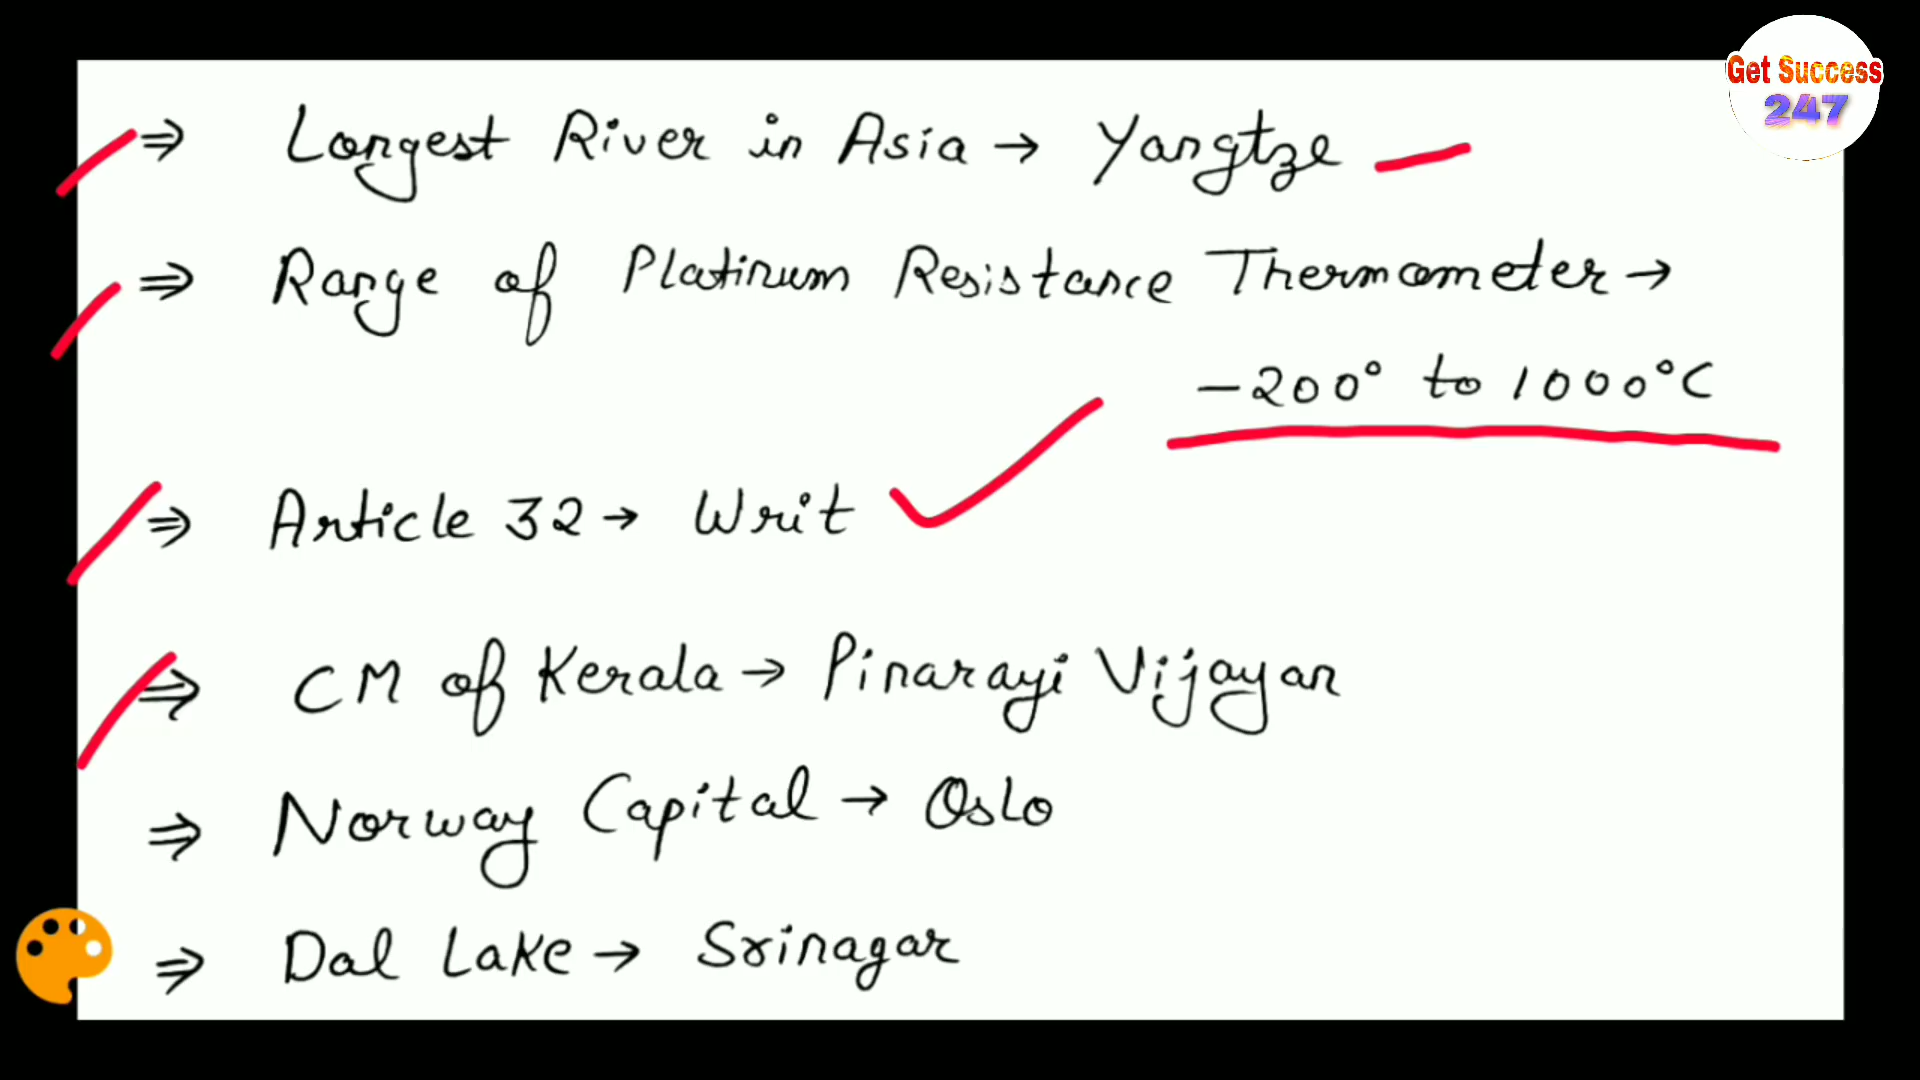 Get Success
247
⇒ Longest River in Asia → Yangtze
⇒ Range of Platinum Resistance Thermometer →
-200° to 1000°C
⇒ Article 32 → Writ
⇒ CM of Kerala → Pinarayi Vijayan
⇒ Norway Capital → Oslo
⇒ Dal Lake → Srinagar